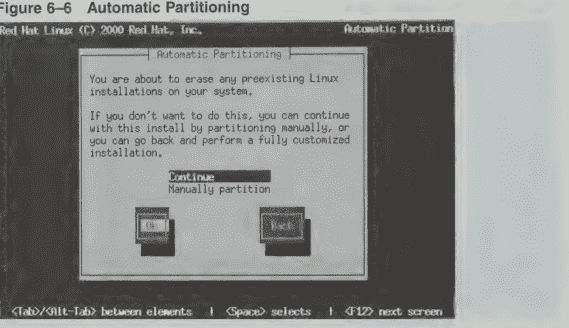 Figure 6–6 Automatic Partitioning
Red Hat Linux (C) 2000 Red Hat, Inc. Automatic Partition
Automatic Partitioning
You are about to erase any preexisting Linux
installations on your system.
If you don't want to do this, you can continue
with this install by partitioning manually, or
you can go back and perform a fully customized
installation.
Continue
Manually partition
Ok Back
<Tab>/<Alt-Tab> between elements | <Space> selects | <F12> next screen